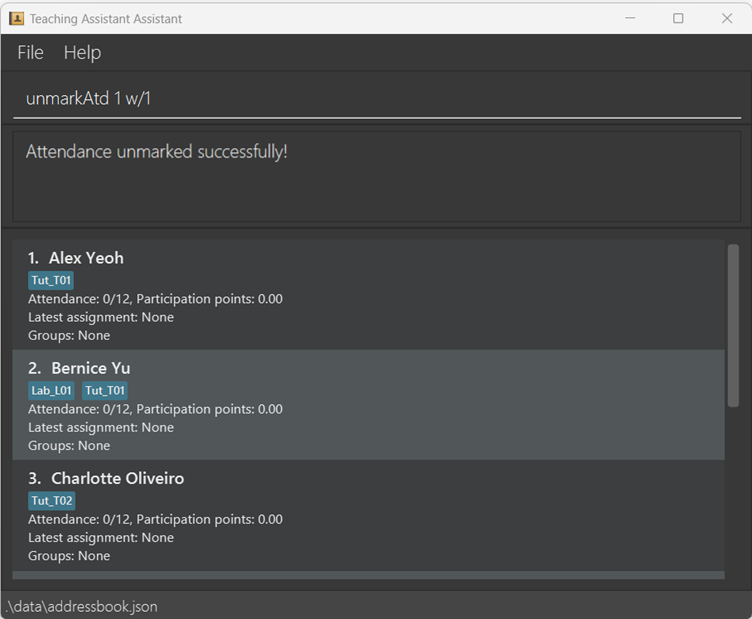 Teaching Assistant Assistant
File Help
unmarkAtd 1 w/1
Attendance unmarked successfully!
1. Alex Yeoh
Tut_T01
Attendance: 0/12, Participation points: 0.00
Latest assignment: None
Groups: None
2. Bernice Yu
Lab_L01 Tut_T01
Attendance: 0/12, Participation points: 0.00
Latest assignment: None
Groups: None
3. Charlotte Oliveiro
Tut_T02
Attendance: 0/12, Participation points: 0.00
Latest assignment: None
Groups: None
.\data\addressbook.json